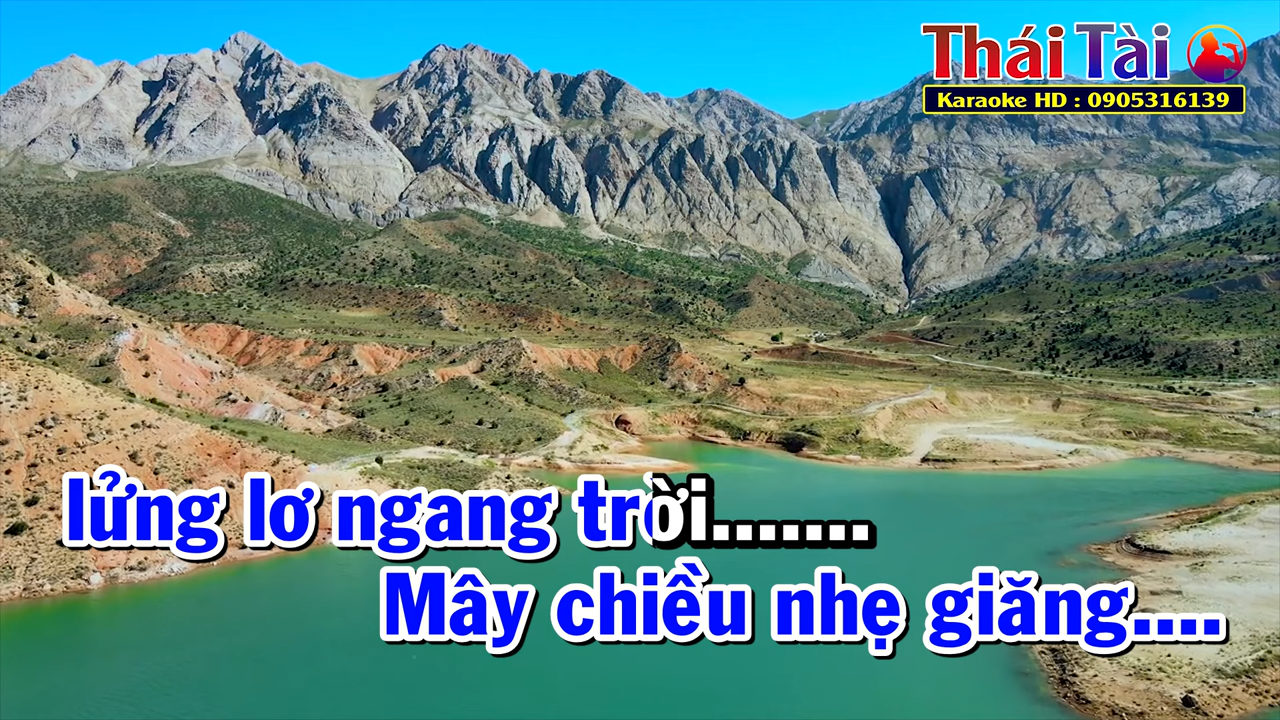 Thái Tài
Karaoke HD : 0905316139
lửng lơ ngang trời.......
Mây chiều nhẹ giăng....